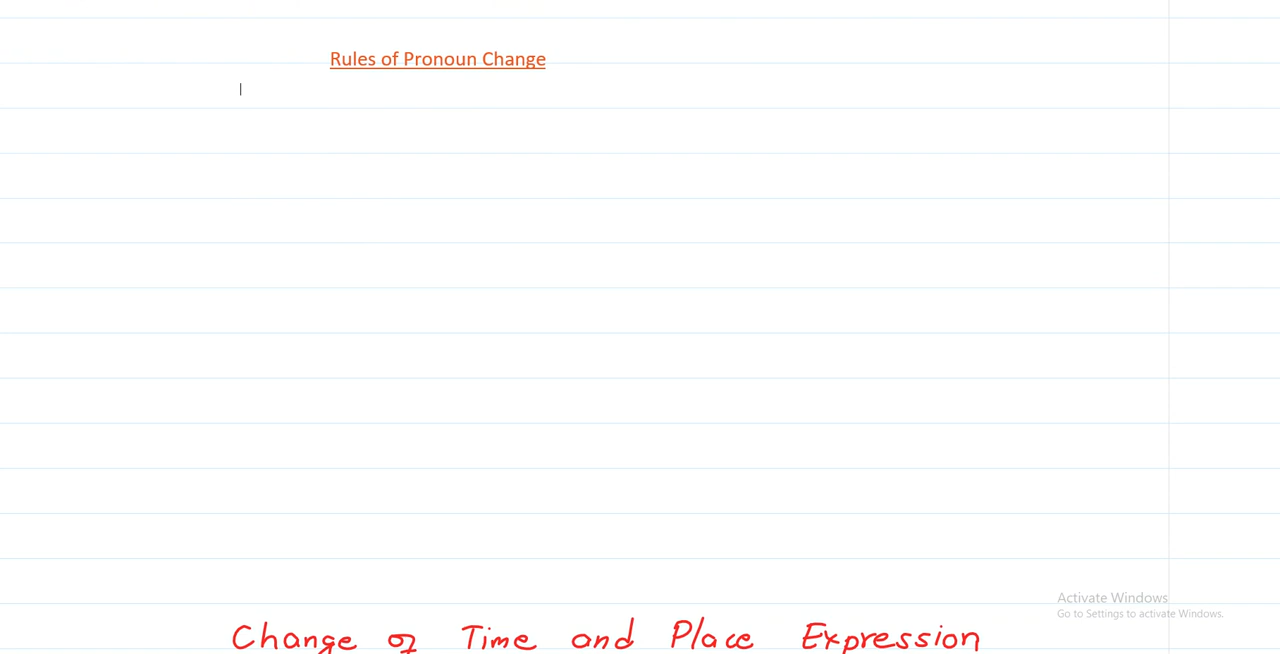 Rules of Pronoun Change
Activate Windows
Go to Settings to activate Windows.
Change of Time and Place Expression